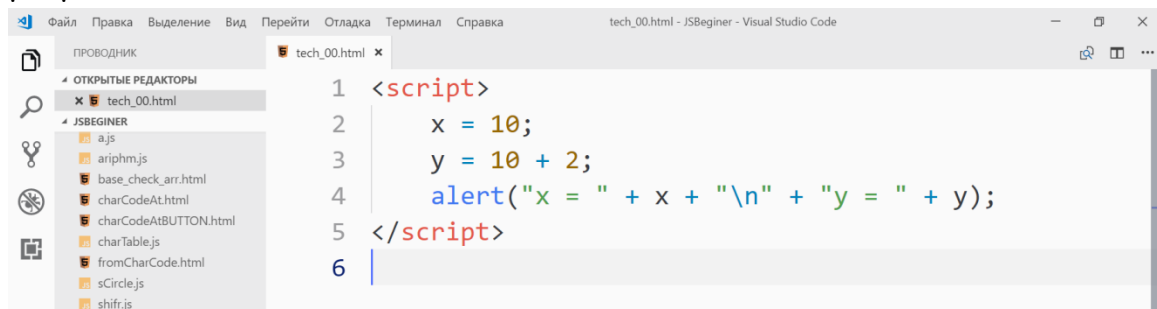 Файл Правка Выделение Вид Перейти Отладка Терминал Справка tech_00.html - JSBeginer - Visual Studio Code
ПРОВОДНИК
tech_00.html
ОТКРЫТЫЕ РЕДАКТОРЫ
tech_00.html
JSBEGINER
a.js
ariphm.js
base_check_arr.html
charCodeAt.html
charCodeAtBUTTON.html
charTable.js
fromCharCode.html
sCircle.js
shifr.js
1 <script>
2 x = 10;
3 y = 10 + 2;
4 alert("x = " + x + "\n" + "y = " + y);
5 </script>
6